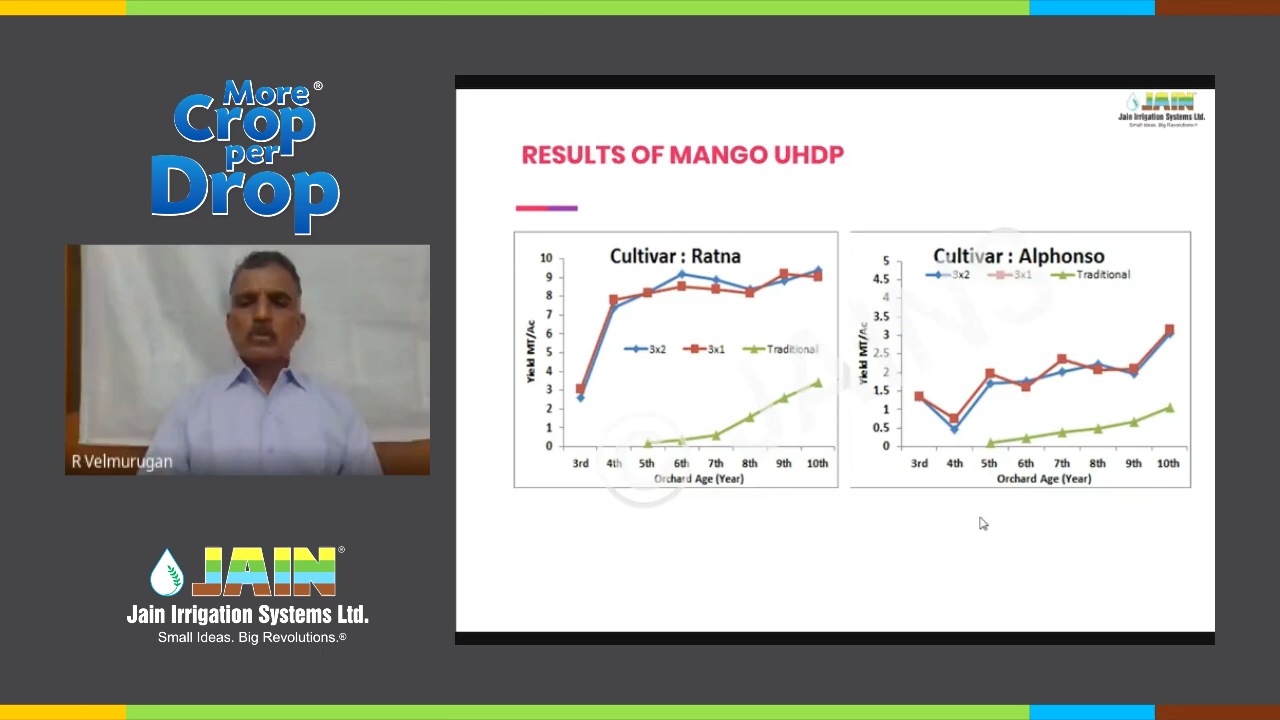 More®
Crop
per
Drop
R Velmurugan
JAIN®
Jain Irrigation Systems Ltd.
Small Ideas. Big Revolutions.®
JAIN
Jain Irrigation Systems Ltd.
Small Ideas. Big Revolutions.®
RESULTS OF MANGO UHDP
Cultivar : Ratna
Yield MT/Ac
10
9
8
7
6
5
4
3
2
1
0
3x2 3x1 Traditional
3rd 4th 5th 6th 7th 8th 9th 10th
Orchard Age (Year)
Cultivar : Alphonso
3x2 3x1 Traditional
Yield MT/Ac
5
4.5
4
3.5
3
2.5
2
1.5
1
0.5
0
3rd 4th 5th 6th 7th 8th 9th 10th
Orchard Age (Year)
© JAINS